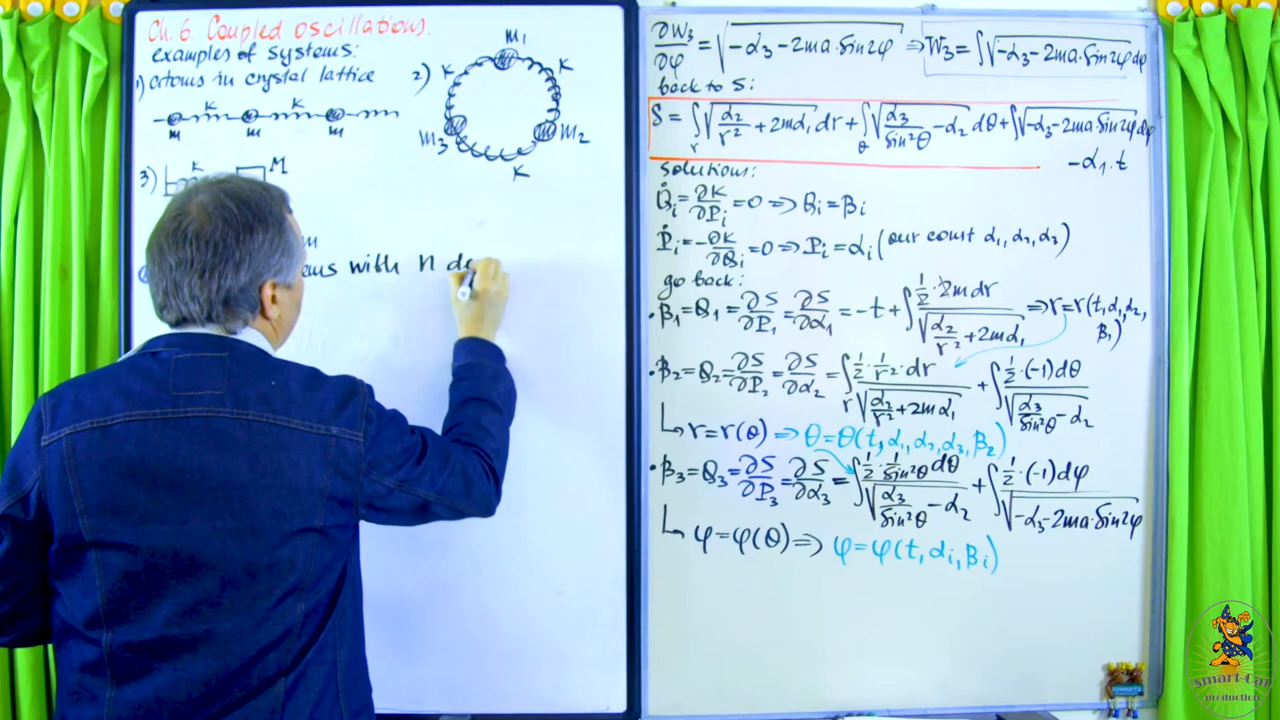 Ch. 6. Coupled oscillations.
examples of systems:
1) atoms in crystal lattice
k k
m m m
2)
m₁
k k
m₃ m₂
k
3) k M
m
ems with n de
∂W₃/∂φ = √(-α₃-2ma·sin2φ) ⇒ W₃ = ∫√(-α₃-2ma·sin2φ)dφ
back to S:
S = ∫r √(α₂/r² + 2mα₁) dr + ∫θ √(α₃/sin²θ - α₂) dθ + ∫√(-α₃-2ma·sin2φ)dφ
-α₁·t
solutions:
Q̇ᵢ = ∂K/∂Pᵢ = 0 ⇒ Qᵢ = βᵢ
Ṗᵢ = -∂K/∂Qᵢ = 0 ⇒ Pᵢ = αᵢ (our const α₁, α₂, α₃)
go back:
• β₁ = Q₁ = ∂S/∂P₁ = ∂S/∂α₁ = -t + ∫ ½·2mdr / √(α₂/r² + 2mα₁) ⇒ r = r(t, α₁, α₂, β₁)
• β₂ = Q₂ = ∂S/∂P₂ = ∂S/∂α₂ = ∫r ½·1/r²·dr / √(α₂/r² + 2mα₁) + ∫ ½·(-1)dθ / √(α₃/sin²θ - α₂)
↳ r = r(θ) ⇒ θ = θ(t, α₁, α₂, α₃, β₂)
• β₃ = Q₃ = ∂S/∂P₃ = ∂S/∂α₃ = ∫ ½·1/sin²θ dθ / √(α₃/sin²θ - α₂) + ∫ ½·(-1)dφ / √(-α₃-2ma·sin2φ)
↳ φ = φ(θ) ⇒ φ = φ(t, αᵢ, βᵢ)
Smart Cat
production